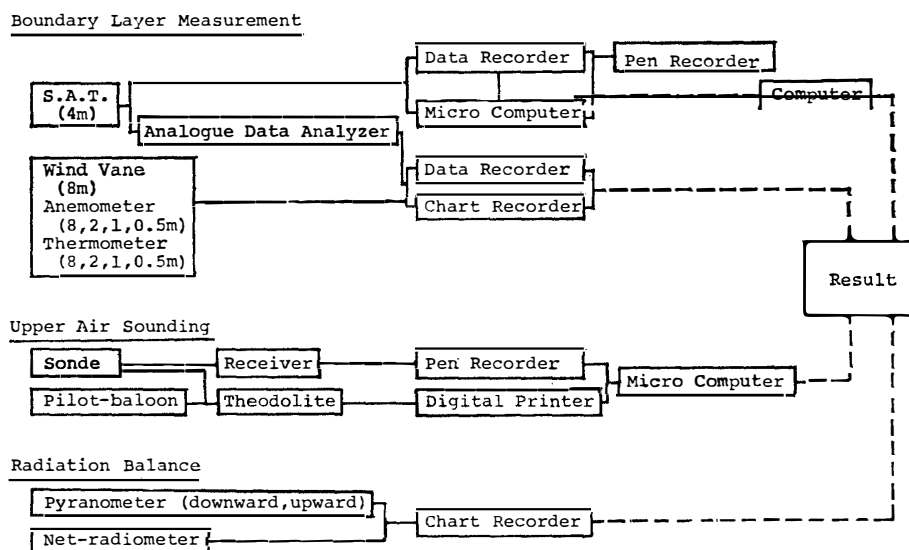 Boundary Layer Measurement
Data Recorder
Pen Recorder
S.A.T.
(4m)
Computer
Micro Computer
Analogue Data Analyzer
Wind Vane
(8m)
Anemometer
(8,2,1,0.5m)
Thermometer
(8,2,1,0.5m)
Data Recorder
Chart Recorder
Result
Upper Air Sounding
Sonde
Receiver
Pen Recorder
Micro Computer
Pilot-baloon
Theodolite
Digital Printer
Radiation Balance
Pyranometer (downward,upward)
Chart Recorder
Net-radiometer